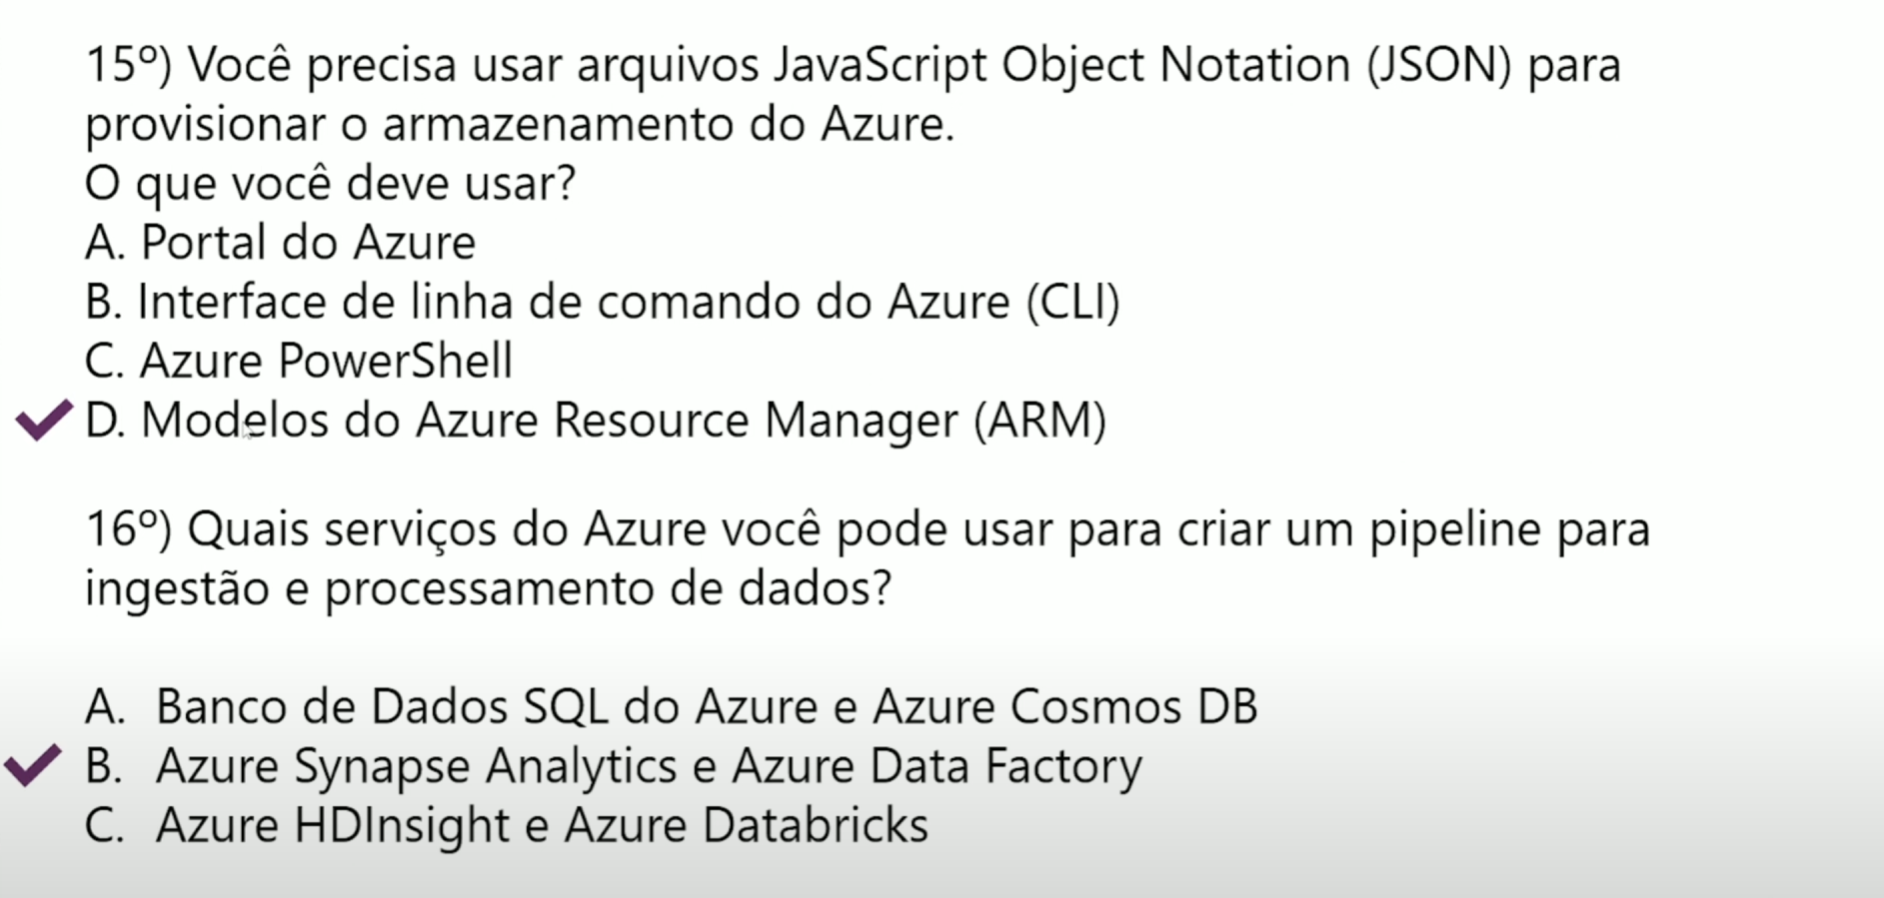 15º) Você precisa usar arquivos JavaScript Object Notation (JSON) para
provisionar o armazenamento do Azure.
O que você deve usar?
A. Portal do Azure
B. Interface de linha de comando do Azure (CLI)
C. Azure PowerShell
D. Modelos do Azure Resource Manager (ARM)
16º) Quais serviços do Azure você pode usar para criar um pipeline para
ingestão e processamento de dados?
A. Banco de Dados SQL do Azure e Azure Cosmos DB
B. Azure Synapse Analytics e Azure Data Factory
C. Azure HDInsight e Azure Databricks